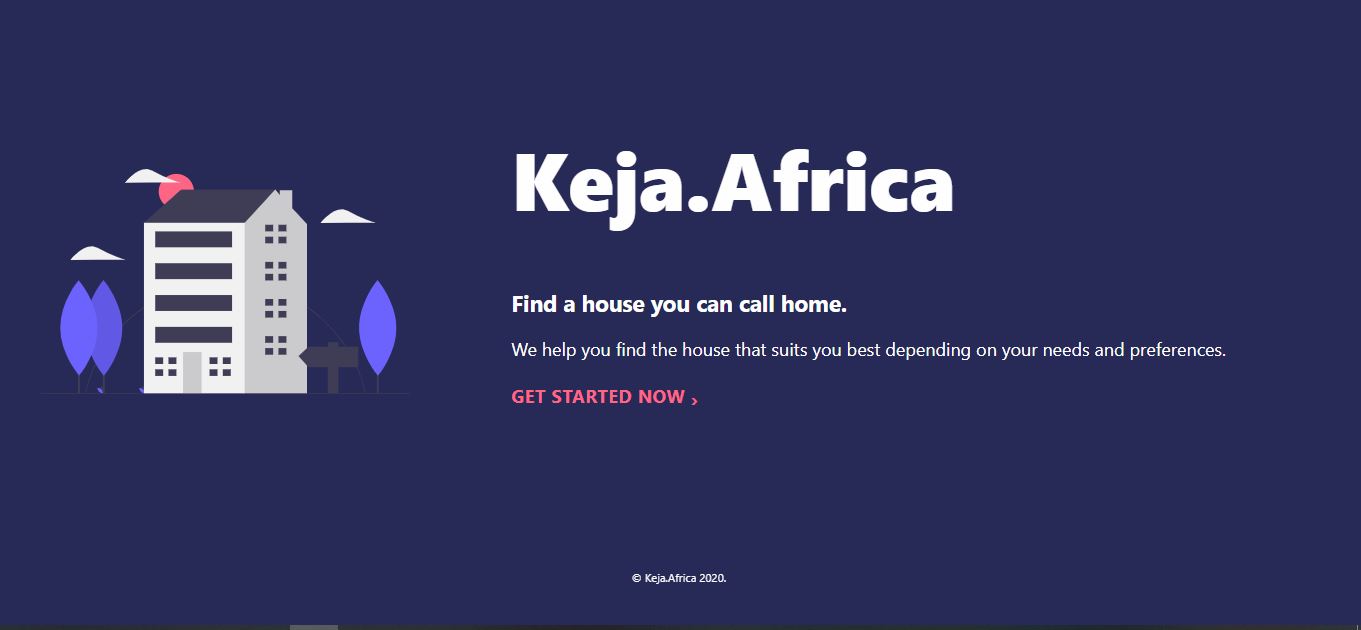 Keja.Africa
Find a house you can call home.
We help you find the house that suits you best depending on your needs and preferences.
GET STARTED NOW ›
© Keja.Africa 2020.